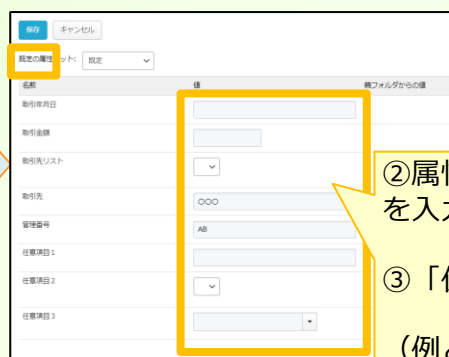 保存 キャンセル
既定の属性セット: 既定
名前 値 親フォルダからの値
取引年月日
取引金額
取引先リスト
取引先 〇〇〇
管理番号 AB
任意項目1
任意項目2
任意項目3
②属性
を入力
③「保
(例